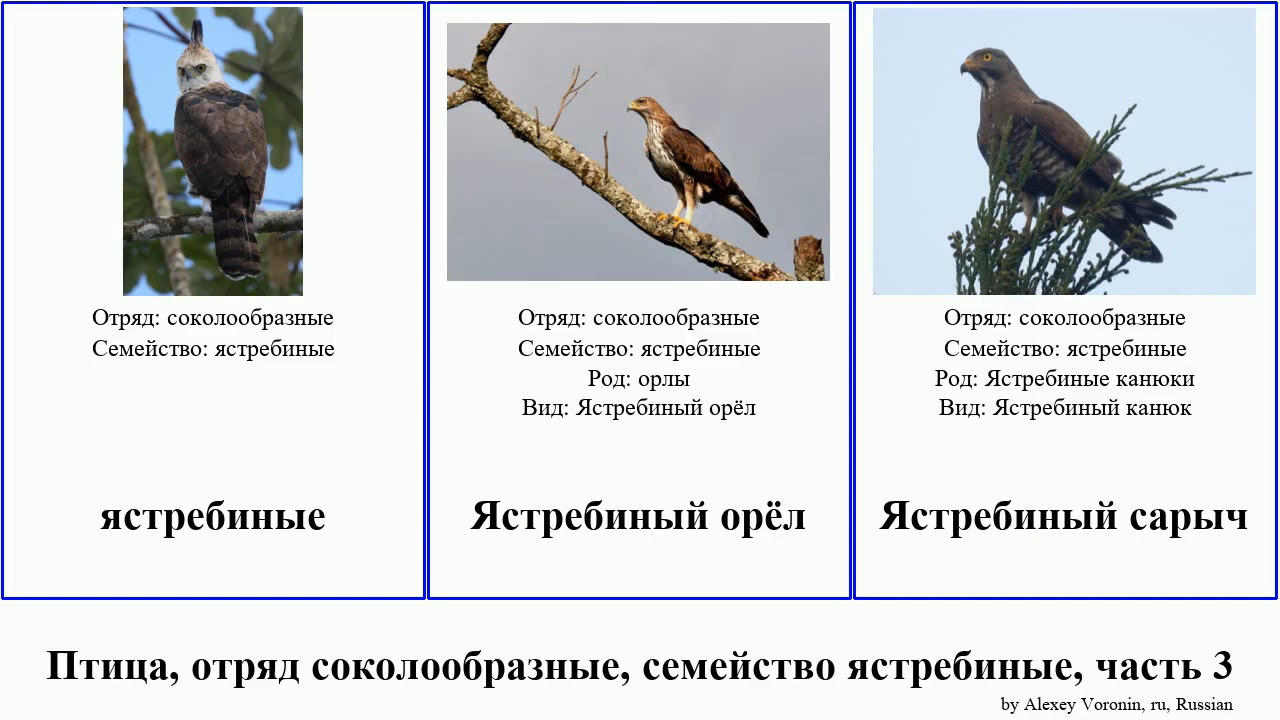 Отряд: соколообразные
Семейство: ястребиные
ястребиные
Отряд: соколообразные
Семейство: ястребиные
Род: орлы
Вид: Ястребиный орёл
Ястребиный орёл
Отряд: соколообразные
Семейство: ястребиные
Род: Ястребиные канюки
Вид: Ястребиный канюк
Ястребиный сарыч
Птица, отряд соколообразные, семейство ястребиные, часть 3
by Alexey Voronin, ru, Russian